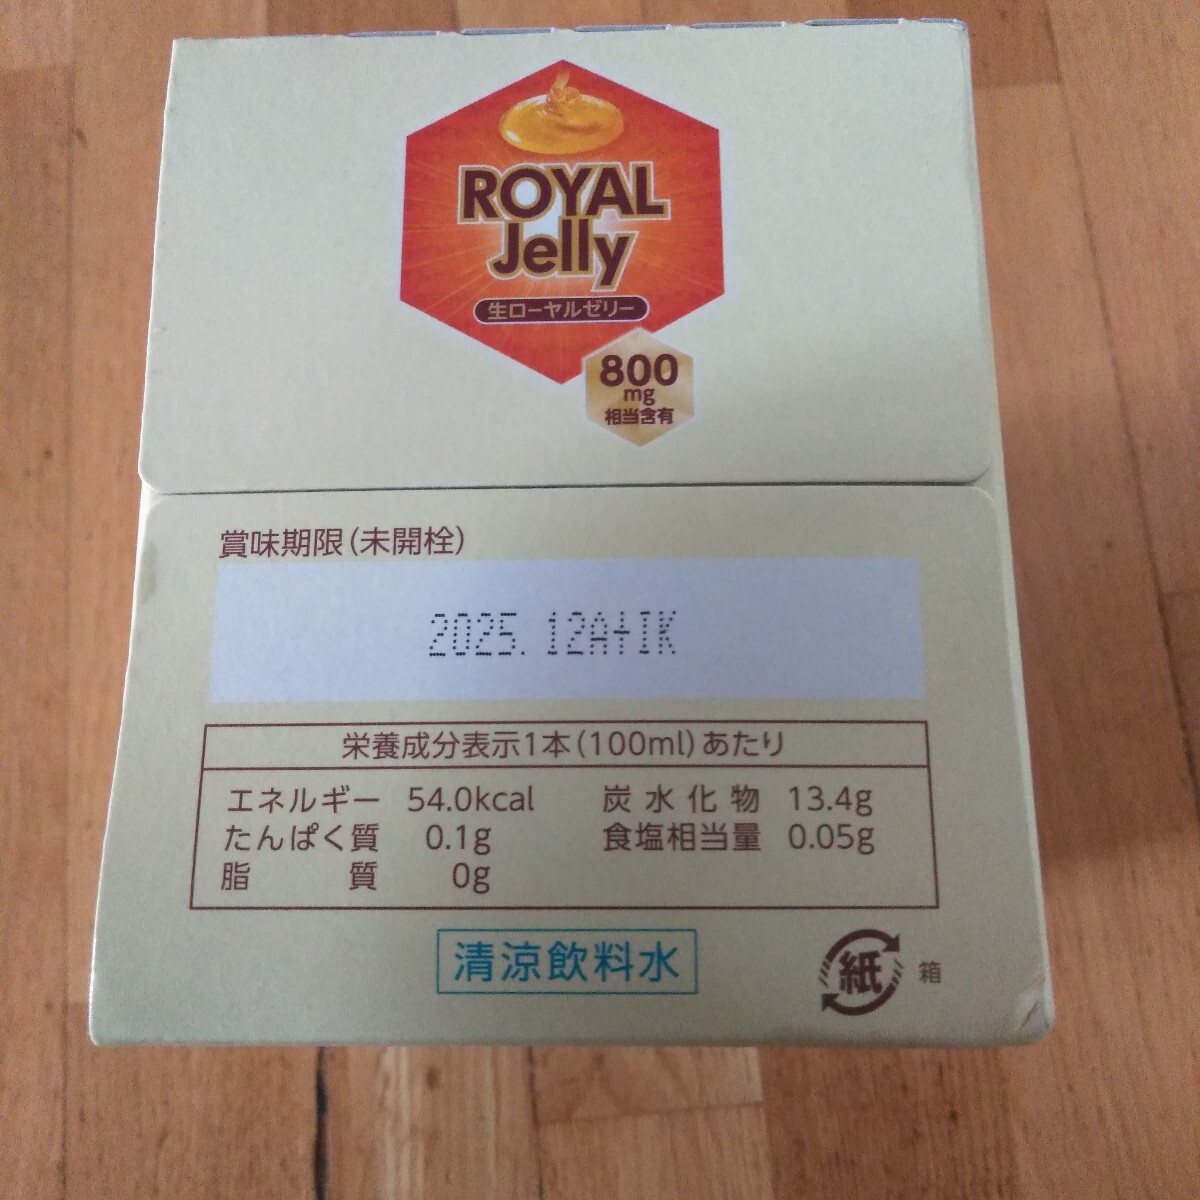 ROYAL
Jelly
生ローヤルゼリー
800
mg
相当含有
賞味期限(未開栓)
2025.12A†IK
栄養成分表示1本(100ml)あたり
エネルギー 54.0kcal 炭水化物 13.4g
たんぱく質 0.1g 食塩相当量 0.05g
脂質 0g
清涼飲料水
紙 箱